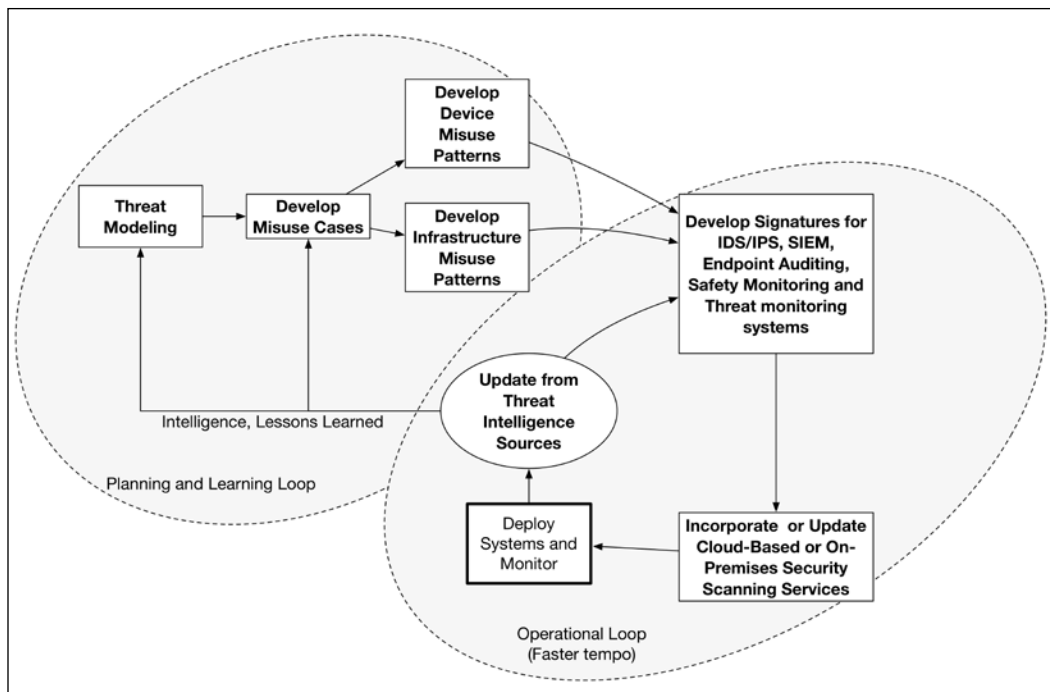 Develop
Device
Misuse
Patterns
Threat
Modeling
Develop
Misuse Cases
Develop
Infrastructure
Misuse
Patterns
Develop Signatures for
IDS/IPS, SIEM,
Endpoint Auditing,
Safety Monitoring and
Threat monitoring
systems
Update from
Threat
Intelligence
Sources
Intelligence, Lessons Learned
Planning and Learning Loop
Deploy
Systems and
Monitor
Incorporate or Update
Cloud-Based or On-
Premises Security
Scanning Services
Operational Loop
(Faster tempo)